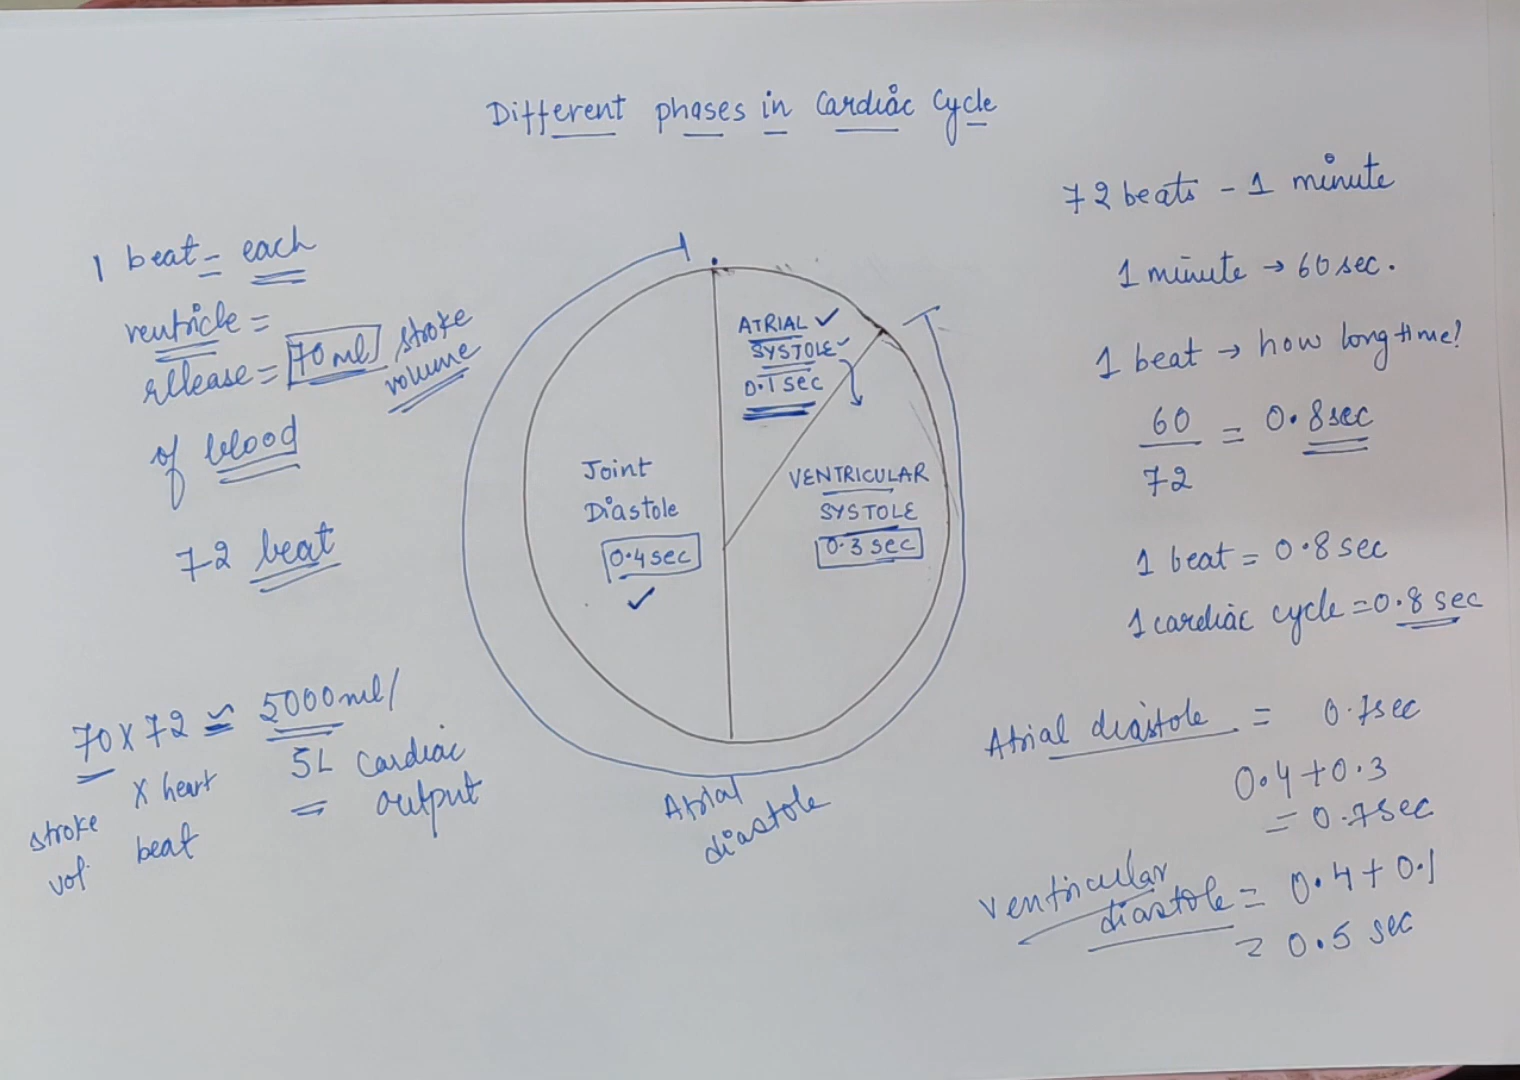 Different phases in Cardiac Cycle
1 beat = each
ventricle =
release = 70 ml stroke
volume
of blood
72 beat
70 x 72 ≃ 5000 ml/
stroke x heart 5L Cardiac
vol. beat output
ATRIAL ✓
SYSTOLE
0.1 sec
Joint
Diastole
0.4 sec
✓
VENTRICULAR
SYSTOLE
0.3 sec
Atrial
diastole
72 beats - 1 minute
1 minute → 60 sec.
1 beat → how long time?
60
72
= 0.8 sec
1 beat = 0.8 sec
1 cardiac cycle = 0.8 sec
Atrial diastole = 0.7 sec
0.4 + 0.3
= 0.7 sec
Ventricular
diastole = 0.4 + 0.1
= 0.5 sec